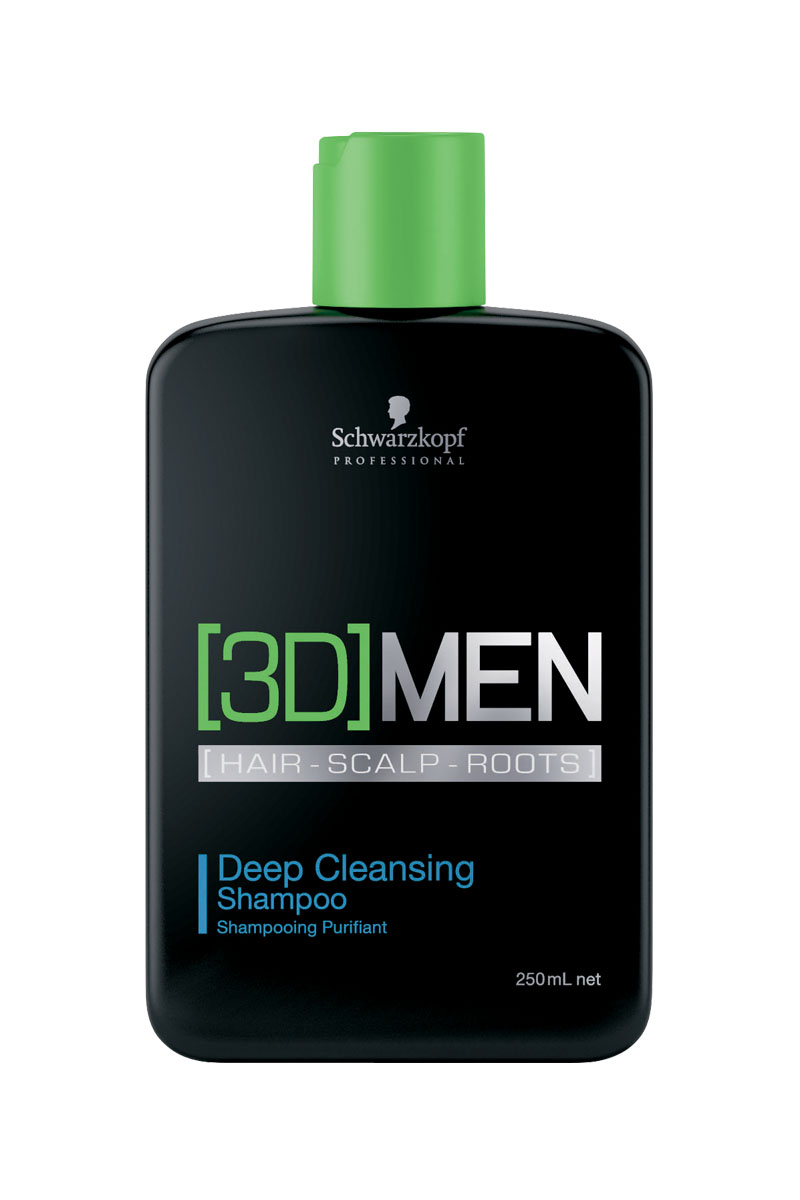 Schwarzkopf
PROFESSIONAL
[3D]MEN
[HAIR - SCALP - ROOTS]
Deep Cleansing
Shampoo
Shampooing Purifiant
250mL net